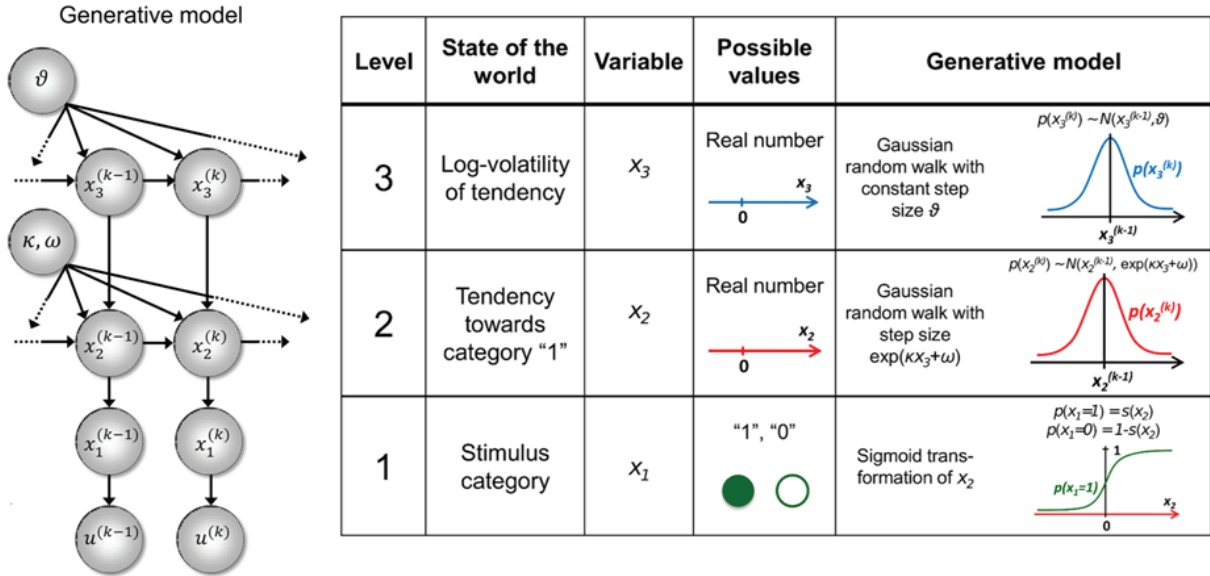 Generative model
ϑ
x₃⁽ᵏ⁻¹⁾
x₃⁽ᵏ⁾
κ, ω
x₂⁽ᵏ⁻¹⁾
x₂⁽ᵏ⁾
x₁⁽ᵏ⁻¹⁾
x₁⁽ᵏ⁾
u⁽ᵏ⁻¹⁾
u⁽ᵏ⁾
Level
State of the
world
Variable
Possible
values
Generative model
3
Log-volatility
of tendency
x₃
Real number
x₃
0
Gaussian
random walk with
constant step
size ϑ
p(x₃⁽ᵏ⁾) ~N(x₃⁽ᵏ⁻¹⁾,ϑ)
p(x₃⁽ᵏ⁾)
x₃⁽ᵏ⁻¹⁾
2
Tendency
towards
category “1”
x₂
Real number
x₂
0
Gaussian
random walk with
step size
exp(κx₃+ω)
p(x₂⁽ᵏ⁾) ~N(x₂⁽ᵏ⁻¹⁾, exp(κx₃+ω))
p(x₂⁽ᵏ⁾)
x₂⁽ᵏ⁻¹⁾
1
Stimulus
category
x₁
“1”, “0”
Sigmoid trans-
formation of x₂
p(x₁=1) =s(x₂)
p(x₁=0) =1-s(x₂)
1
p(x₁=1)
x₂
0